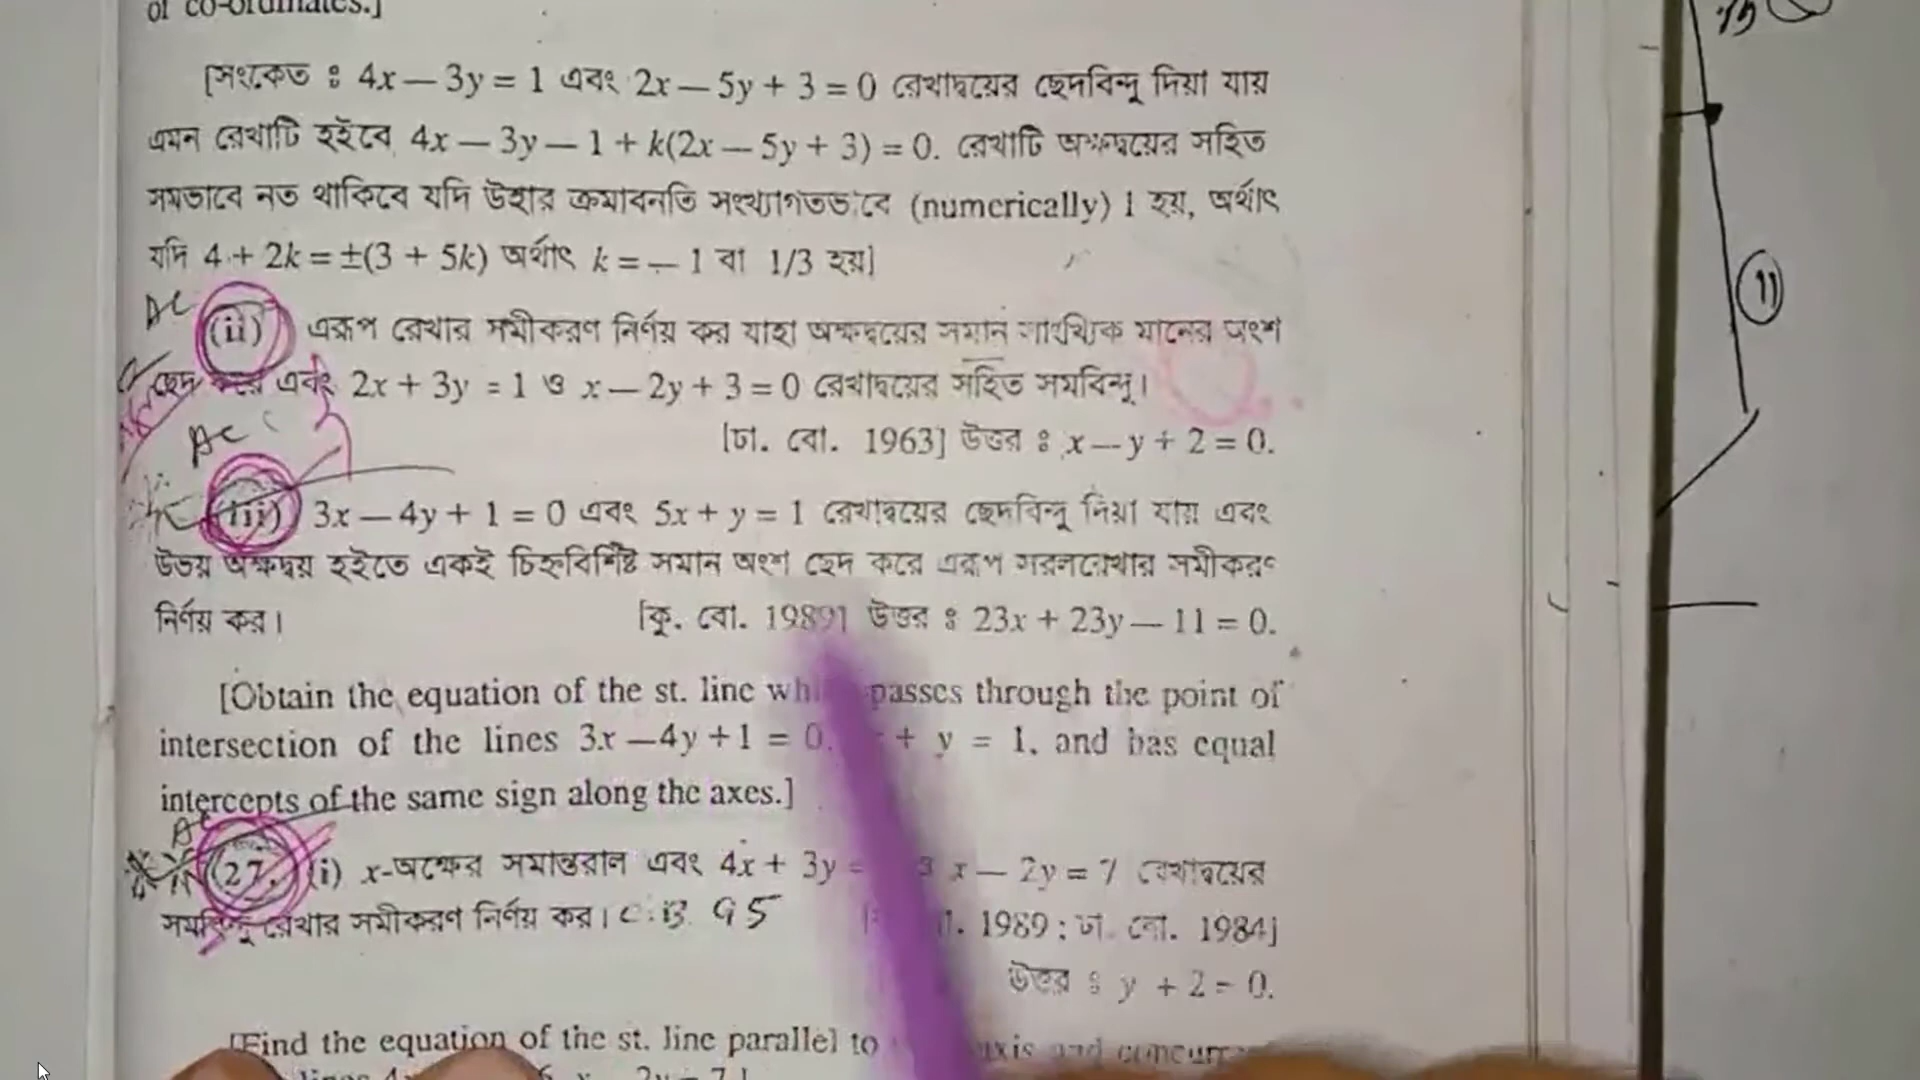 of co-ordinates.]
[সংকেত ঃ 4x — 3y = 1 এবং 2x — 5y + 3 = 0 রেখাদ্বয়ের ছেদবিন্দু দিয়া যায়
এমন রেখাটি হইবে 4x — 3y — 1 + k(2x — 5y + 3) = 0. রেখাটি অক্ষদ্বয়ের সহিত
সমভাবে নত থাকিবে যদি উহার ক্রমাবনতি সংখ্যাগতভাবে (numerically) 1 হয়, অর্থাৎ
যদি 4 + 2k = ±(3 + 5k) অর্থাৎ k = — 1 বা 1/3 হয়]
(ii) এরূপ রেখার সমীকরণ নির্ণয় কর যাহা অক্ষদ্বয়ের সমান সাংখ্যিক মানের অংশ
ছেদ করে এবং 2x + 3y = 1 ও x — 2y + 3 = 0 রেখাদ্বয়ের সহিত সমবিন্দু।
[ঢা. বো. 1963] উত্তর ঃ x — y + 2 = 0.
(iii) 3x — 4y + 1 = 0 এবং 5x + y = 1 রেখাদ্বয়ের ছেদবিন্দু দিয়া যায় এবং
উভয় অক্ষদ্বয় হইতে একই চিহ্নবিশিষ্ট সমান অংশ ছেদ করে এরূপ সরলরেখার সমীকরণ
নির্ণয় কর।
[কু. বো. 1989] উত্তর ঃ 23x + 23y — 11 = 0.
[Obtain the equation of the st. line passes through the point of
intersection of the lines 3x —4y +1 = 0, + y = 1, and has equal
intercepts of the same sign along the axes.]
(27. (i) x-অক্ষের সমান্তরাল এবং 4x + 3y = x — 2y = 7 রেখাদ্বয়ের
সমবিন্দু রেখার সমীকরণ নির্ণয় কর। C.B. 95 1989 ; ঢা. বো. 1984]
উত্তর ঃ y + 2 = 0.
[Find the equation of the st. line parallel to axis and
11